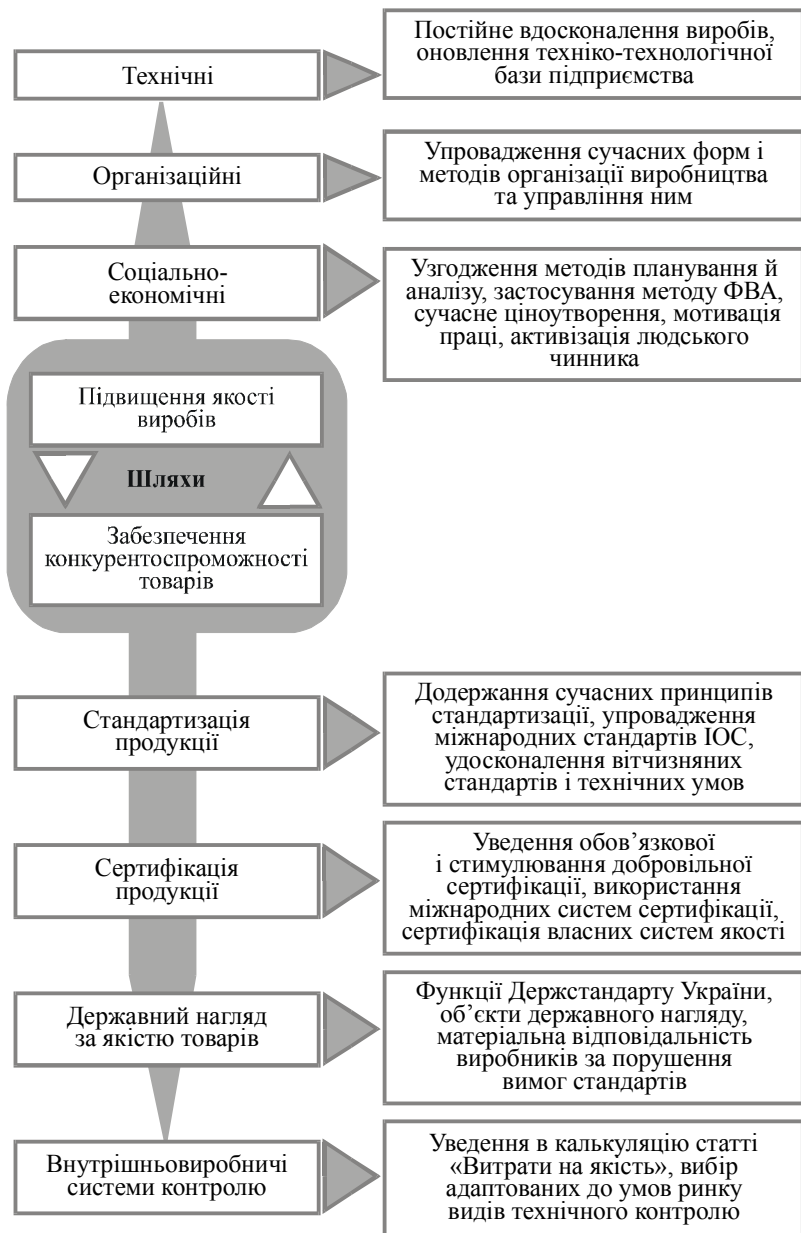 Технічні
Постійне вдосконалення виробів,
оновлення техніко-технологічної
бази підприємства
Організаційні
Упровадження сучасних форм і
методів організації виробництва
та управління ним
Соціально-
економічні
Узгодження методів планування й
аналізу, застосування методу ФВА,
сучасне ціноутворення, мотивація
праці, активізація людського
чинника
Підвищення якості
виробів
Шляхи
Забезпечення
конкурентоспроможності
товарів
Стандартизація
продукції
Додержання сучасних принципів
стандартизації, упровадження
міжнародних стандартів ІОС,
удосконалення вітчизняних
стандартів і технічних умов
Сертифікація
продукції
Уведення обов’язкової
і стимулювання добровільної
сертифікації, використання
міжнародних систем сертифікації,
сертифікація власних систем якості
Державний нагляд
за якістю товарів
Функції Держстандарту України,
об’єкти державного нагляду,
матеріальна відповідальність
виробників за порушення
вимог стандартів
Внутрішньовиробничі
системи контролю
Уведення в калькуляцію статті
«Витрати на якість», вибір
адаптованих до умов ринку
видів технічного контролю